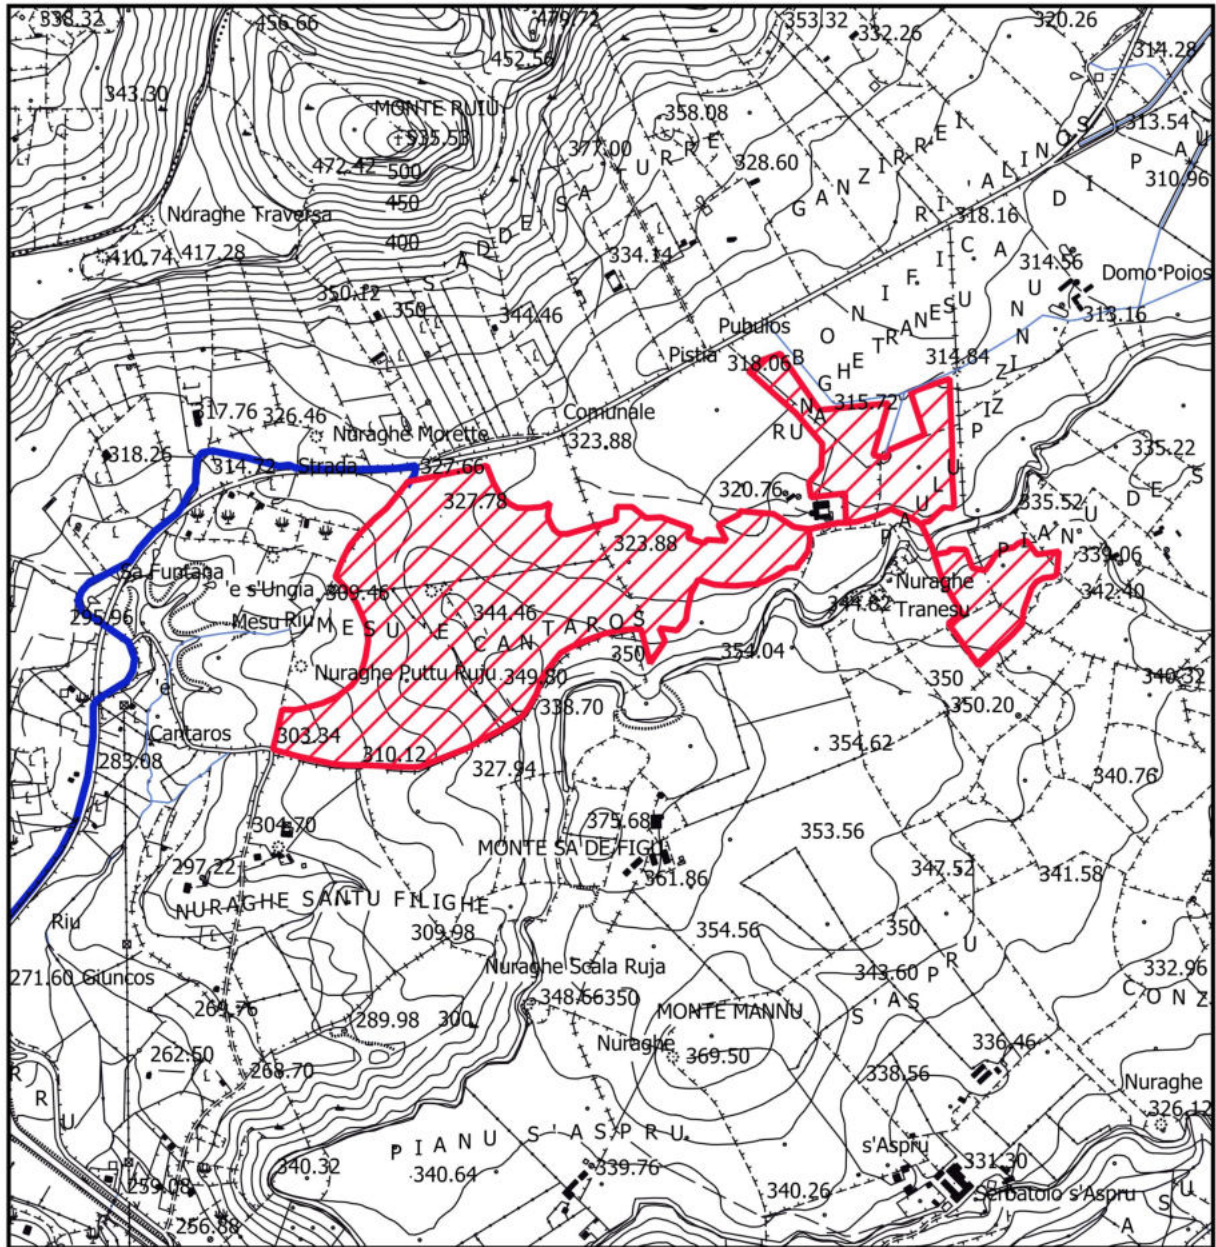 338.32
456.66
479.72
353.32
332.26
320.26
314.28
452.56
343.30
MONTE RUIU
535.53
358.08
313.54
377.00
328.60
472.42
500
310.96
450
Nuraghe Traversa
S'ADDE SA TURRE
GANZIRRE
318.16
400
410.74
417.28
334.14
314.56
Domo Poios
350.12
350
344.46
313.16
Pubulos
Pistia
318.06
314.84
Comunale
315.72
317.76
326.46
Nuraghe Morette
323.88
335.22
318.26
314.72
Strada
327.66
320.76
327.78
335.52
323.88
339.06
Sa Funtana
'e s'Ungia
309.46
Nuraghe
Tranesu
342.40
295.96
Mesu Riu
MESU 'E
CANTAROS
344.46
344.82
350
354.04
Nuraghe Puttu Ruju
349.80
'e
350
340.32
338.70
350.20
Cantaros
303.34
310.12
283.08
327.94
354.62
340.76
304.70
375.68
353.56
MONTE SA DE FIGU
297.22
361.86
347.52
341.58
NURAGHE SANTU FILIGHE
Riu
309.98
354.56
350
271.60
Giuncos
Nuraghe Scala Ruja
343.60
332.96
S'ASPRU
CONZ
269.76
289.98
300
348.66
350
MONTE MANNU
Nuraghe
369.50
336.46
262.50
268.70
338.56
Nuraghe
326.12
PIANU S'ASPRU
s'Aspru
340.32
340.64
339.76
331.30
259.08
340.26
Serbatoio s'Aspru
256.88